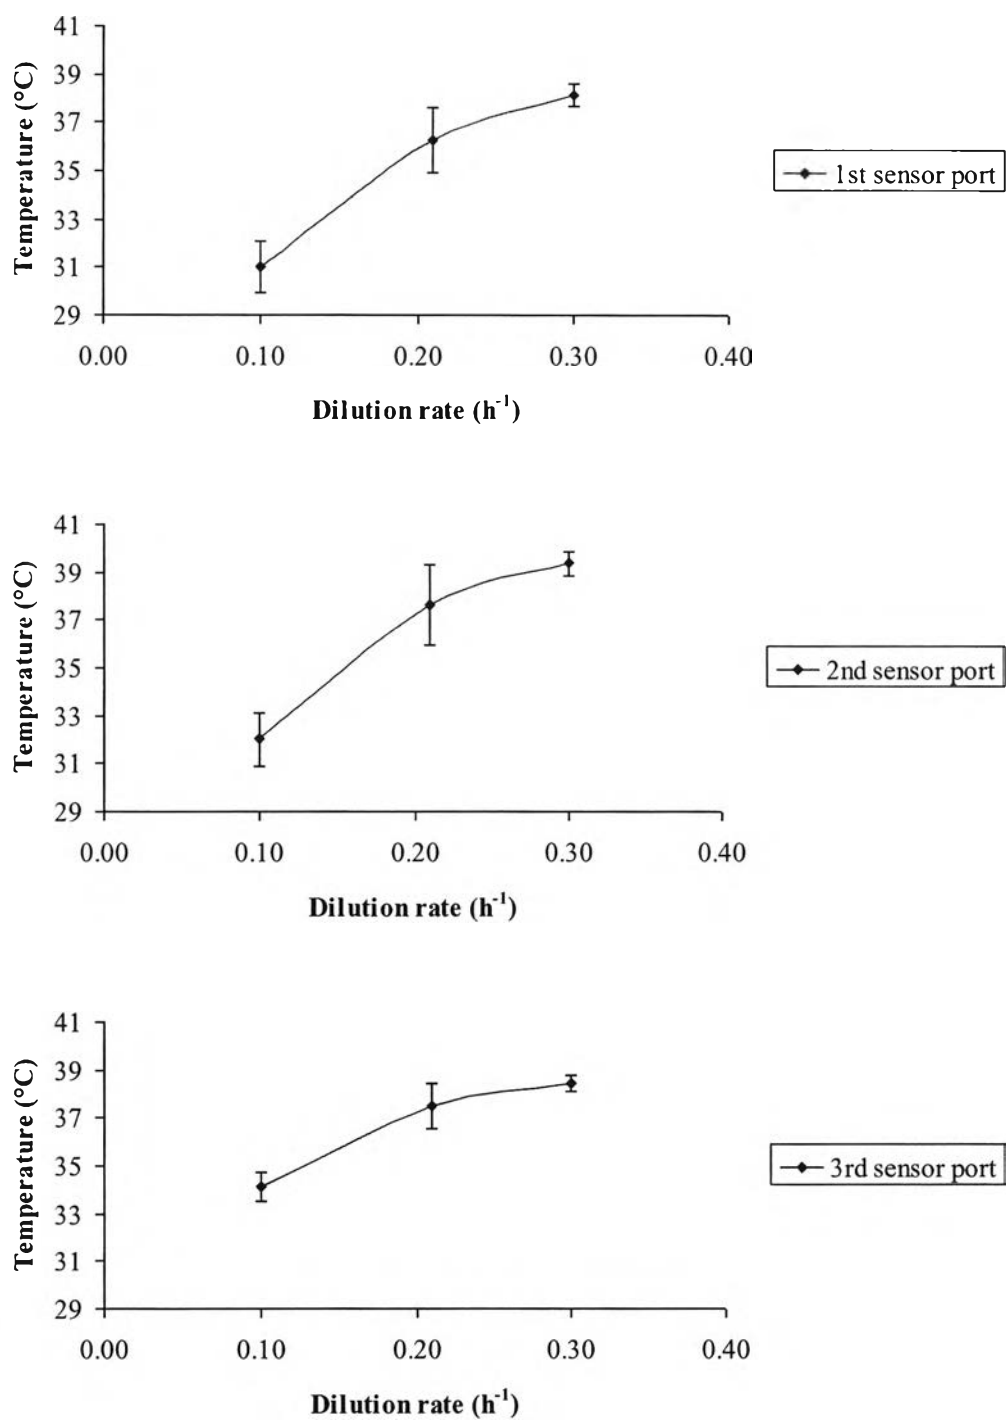 41
39
37
35
33
31
29
Temperature (°C)
0.00 0.10 0.20 0.30 0.40
Dilution rate (h⁻¹)
1st sensor port
41
39
37
35
33
31
29
Temperature (°C)
0.00 0.10 0.20 0.30 0.40
Dilution rate (h⁻¹)
2nd sensor port
41
39
37
35
33
31
29
Temperature (°C)
0.00 0.10 0.20 0.30 0.40
Dilution rate (h⁻¹)
3rd sensor port